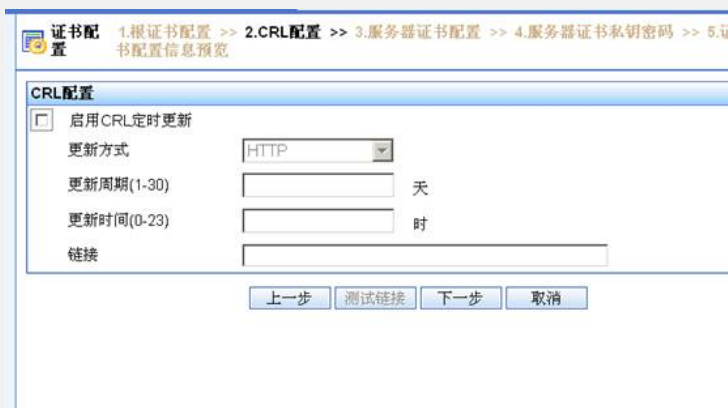 证书配置 1.根证书配置 >> 2.CRL配置 >> 3.服务器证书配置 >> 4.服务器证书私钥密码 >> 5.
书配置信息预览
CRL配置
启用CRL定时更新
更新方式 HTTP
更新周期(1-30) 天
更新时间(0-23) 时
链接
上一步 测试链接 下一步 取消